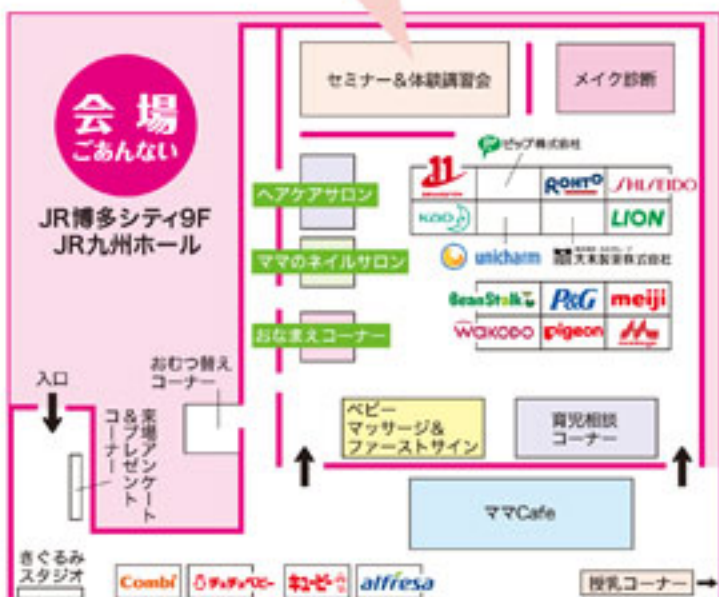 セミナー&体験講習会
メイク診断
会場
ごあんない
JR博多シティ9F
JR九州ホール
ピップ株式会社
ROHTO
SHISEIDO
kao
LION
ヘアケアサロン
ママのネイルサロン
おなまえコーナー
unicharm
BeanStalk
P&G
meiji
WAKODO
pigeon
入口
おむつ替え
コーナー
来場アンケート
&プレゼント
コーナー
ベビー
マッサージ&
ファーストサイン
育児相談
コーナー
ママCafe
きぐるみ
スタジオ
Combi
チュチュベビー
キユーピー
alfresa
授乳コーナー